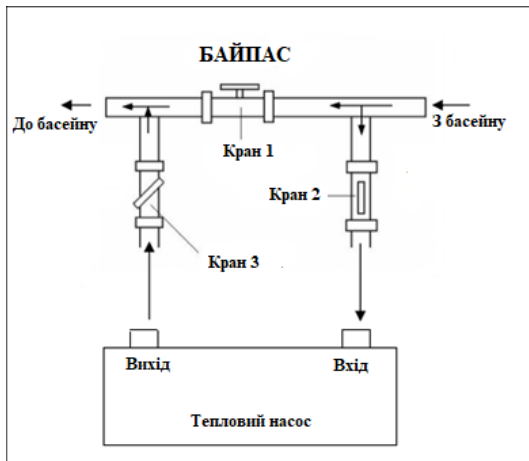 БАЙПАС
До басейну
З басейну
Кран 1
Кран 2
Кран 3
Вихід
Вхід
Тепловий насос